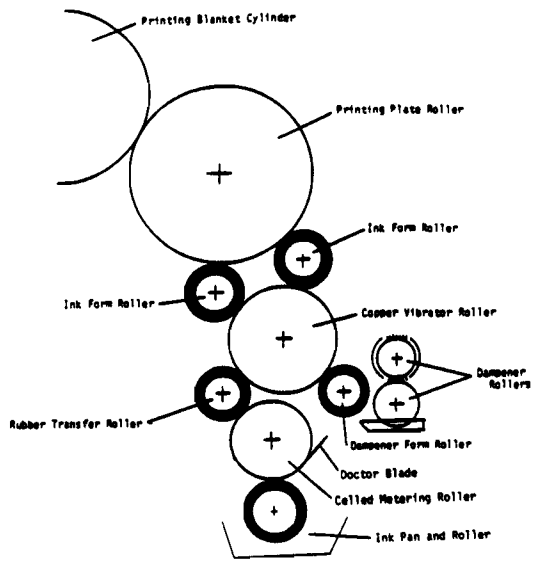 Printing Blanket Cylinder
Printing Plate Roller
Ink Form Roller
Ink Form Roller
Copper Vibrator Roller
Dampener
Rollers
Rubber Transfer Roller
Dampener Form Roller
Doctor Blade
Celled Metering Roller
Ink Pan and Roller